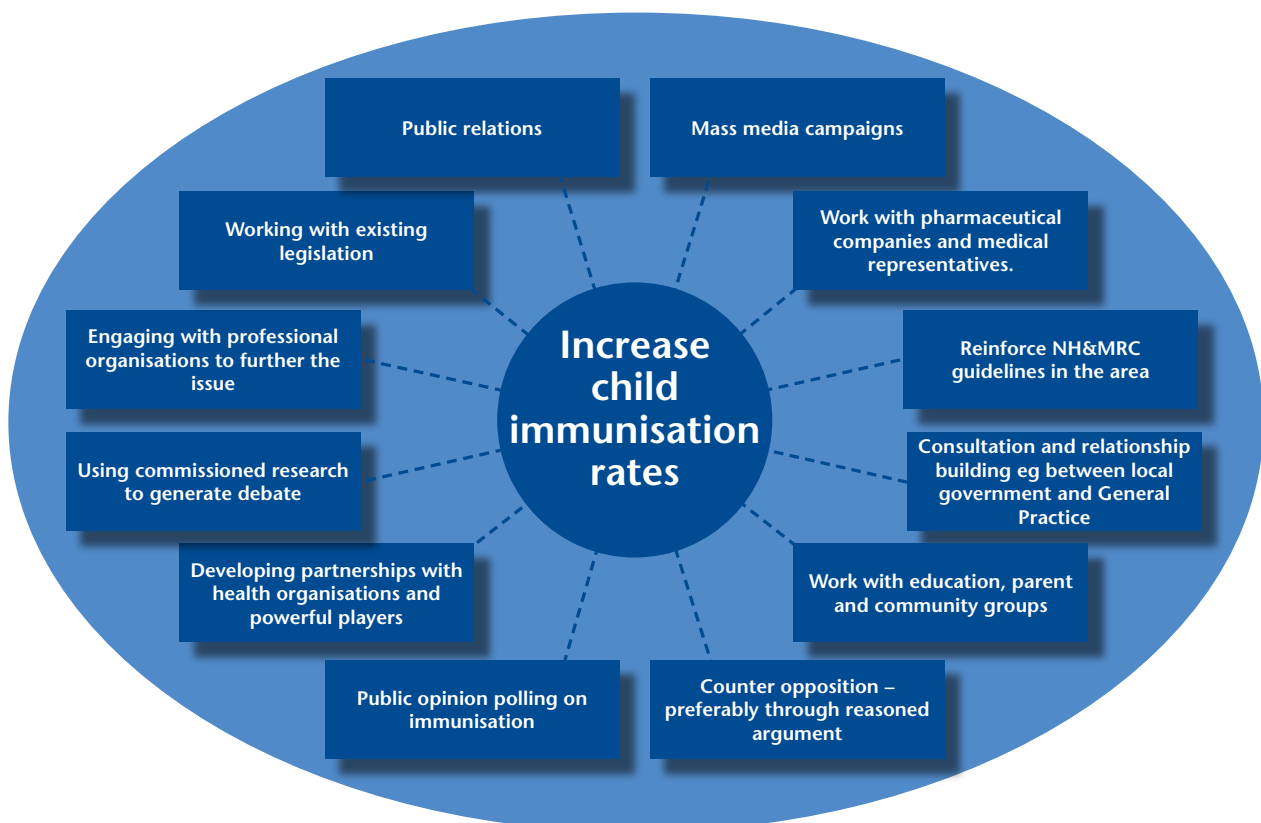 Public relations
Mass media campaigns
Working with existing
legislation
Work with pharmaceutical
companies and medical
representatives.
Engaging with professional
organisations to further the
issue
Increase
child
immunisation
rates
Reinforce NH&MRC
guidelines in the area
Using commissioned research
to generate debate
Consultation and relationship
building eg between local
government and General
Practice
Developing partnerships with
health organisations and
powerful players
Work with education, parent
and community groups
Public opinion polling on
immunisation
Counter opposition –
preferably through reasoned
argument